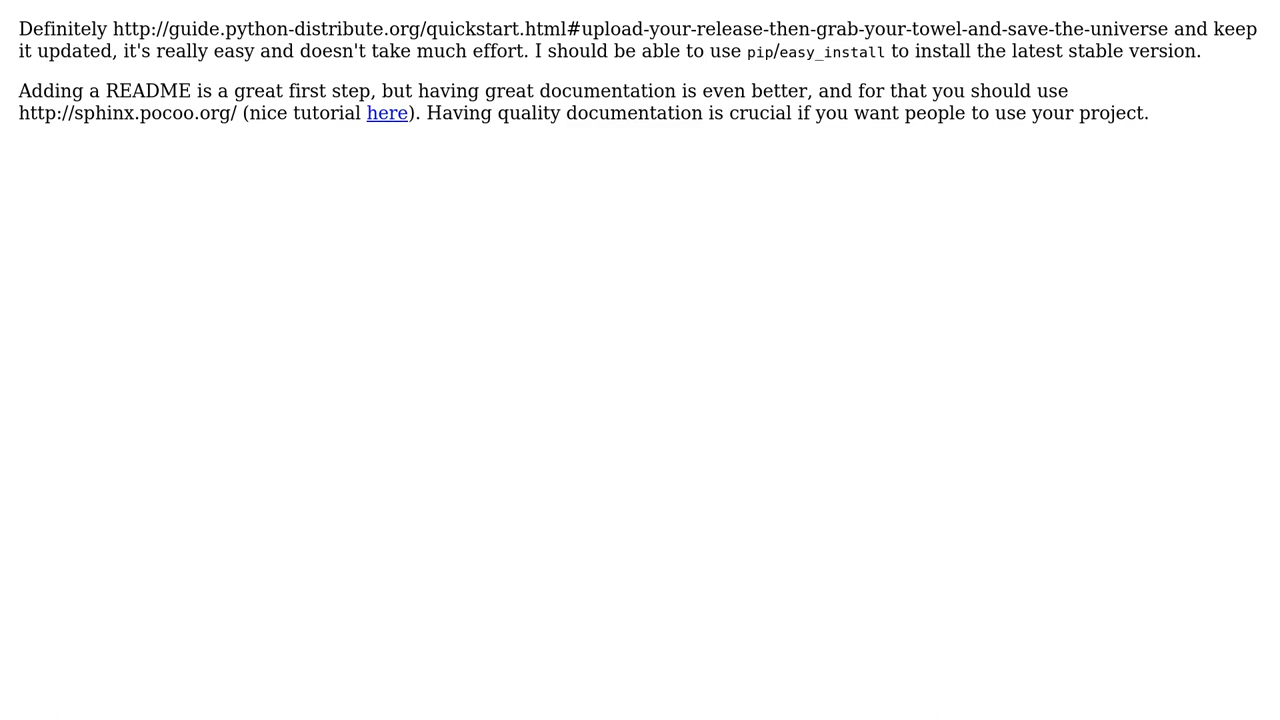 Definitely http://guide.python-distribute.org/quickstart.html#upload-your-release-then-grab-your-towel-and-save-the-universe and keep
it updated, it's really easy and doesn't take much effort. I should be able to use pip/easy_install to install the latest stable version.
Adding a README is a great first step, but having great documentation is even better, and for that you should use
http://sphinx.pocoo.org/ (nice tutorial here). Having quality documentation is crucial if you want people to use your project.